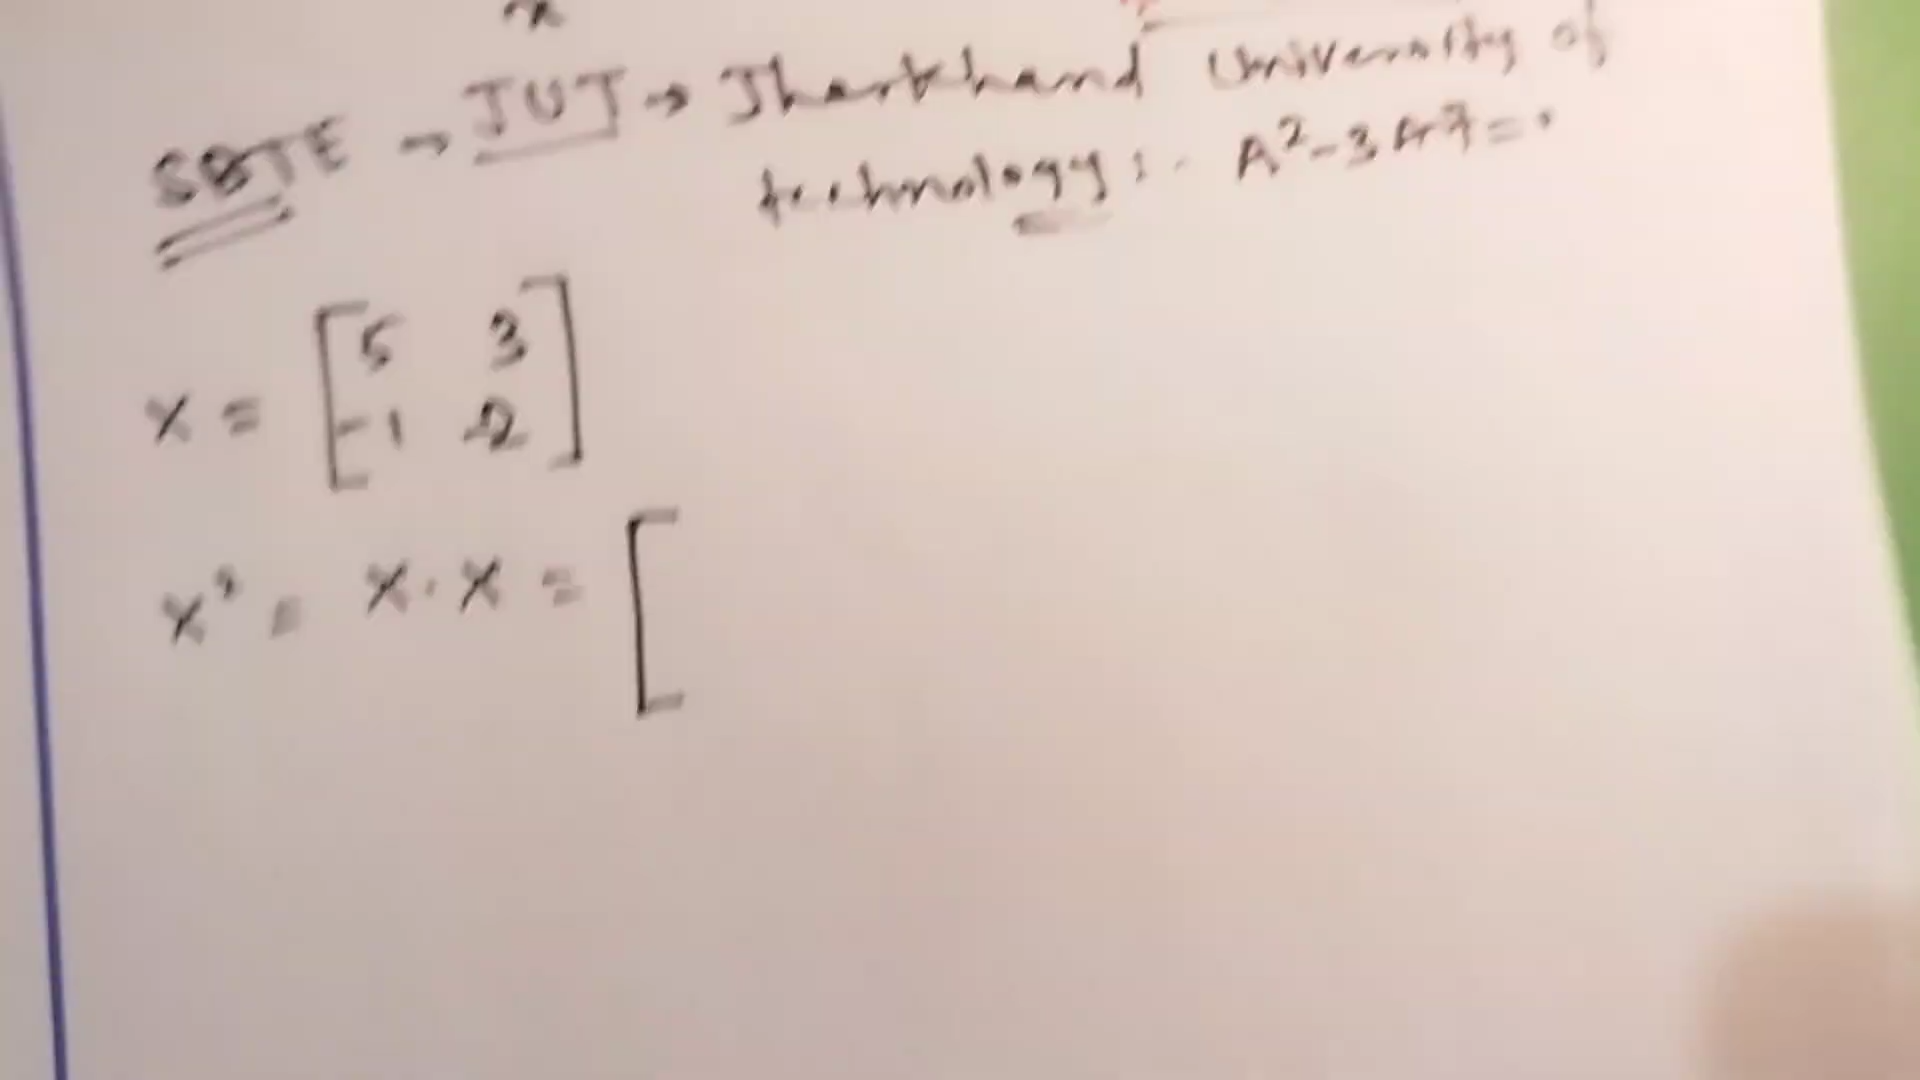 x
SBTE → JUT → Jharkhand University of
technology :- A²-3A-7=0
X = [5 3
-1 -2]
X² = X.X = [